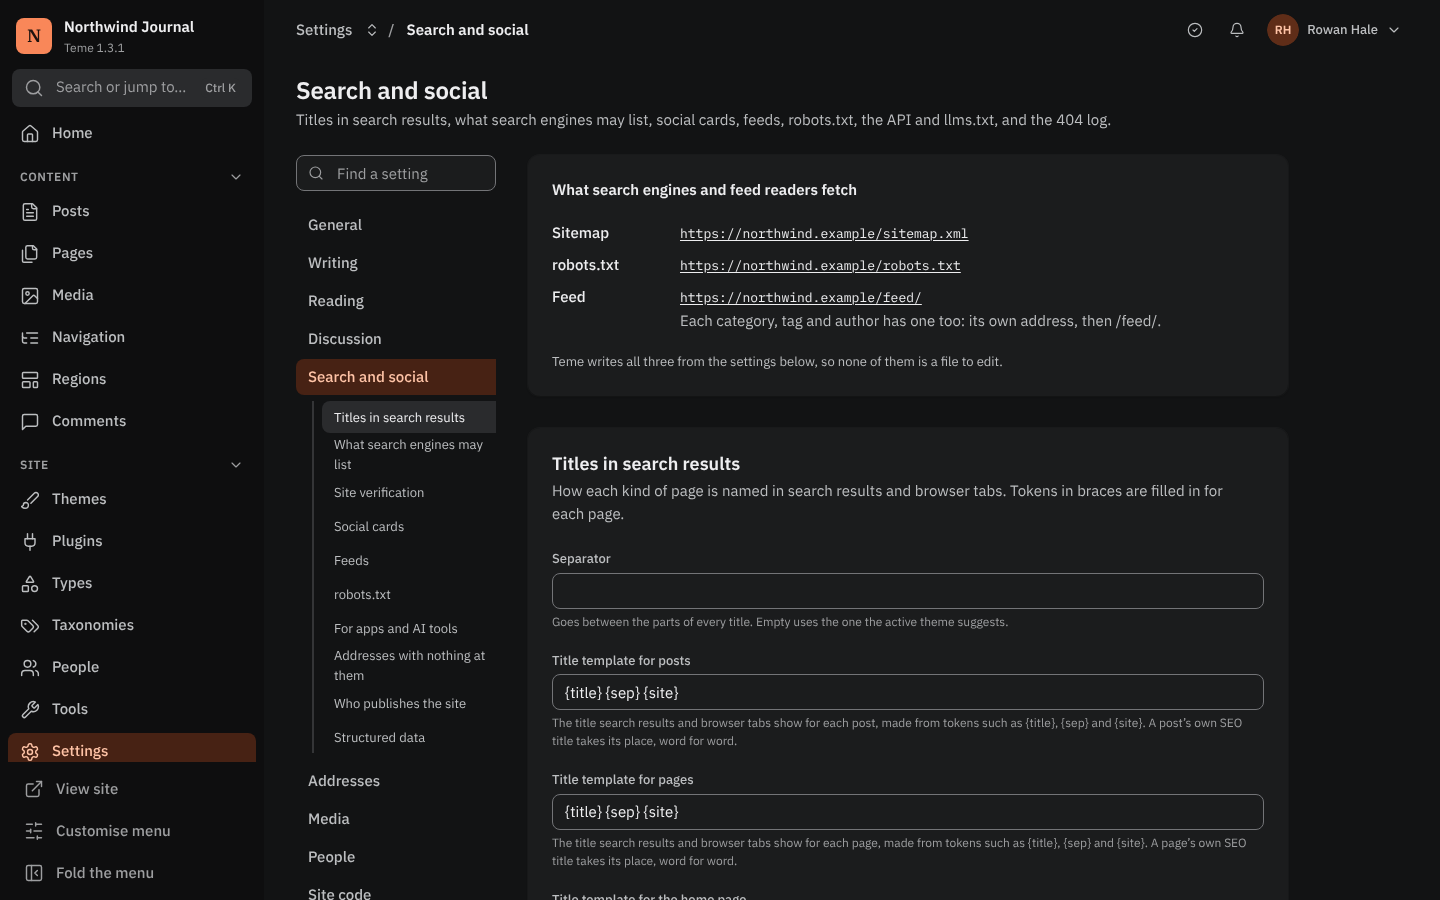 N
Northwind Journal
Teme 1.3.1
Search or jump to...
Ctrl K
Home
CONTENT
Posts
Pages
Media
Navigation
Regions
Comments
SITE
Themes
Plugins
Types
Taxonomies
People
Tools
Settings
View site
Customise menu
Fold the menu
Settings / Search and social
RH
Rowan Hale
Search and social
Titles in search results, what search engines may list, social cards, feeds, robots.txt, the API and llms.txt, and the 404 log.
Find a setting
General
Writing
Reading
Discussion
Search and social
Titles in search results
What search engines may
list
Site verification
Social cards
Feeds
robots.txt
For apps and AI tools
Addresses with nothing at
them
Who publishes the site
Structured data
Addresses
Media
People
Site code
What search engines and feed readers fetch
Sitemap
https://northwind.example/sitemap.xml
robots.txt
https://northwind.example/robots.txt
Feed
https://northwind.example/feed/
Each category, tag and author has one too: its own address, then /feed/.
Teme writes all three from the settings below, so none of them is a file to edit.
Titles in search results
How each kind of page is named in search results and browser tabs. Tokens in braces are filled in for
each page.
Separator
Goes between the parts of every title. Empty uses the one the active theme suggests.
Title template for posts
{title} {sep} {site}
The title search results and browser tabs show for each post, made from tokens such as {title}, {sep} and {site}. A post's own SEO
title takes its place, word for word.
Title template for pages
{title} {sep} {site}
The title search results and browser tabs show for each page, made from tokens such as {title}, {sep} and {site}. A page's own SEO
title takes its place, word for word.
Title template for the home page